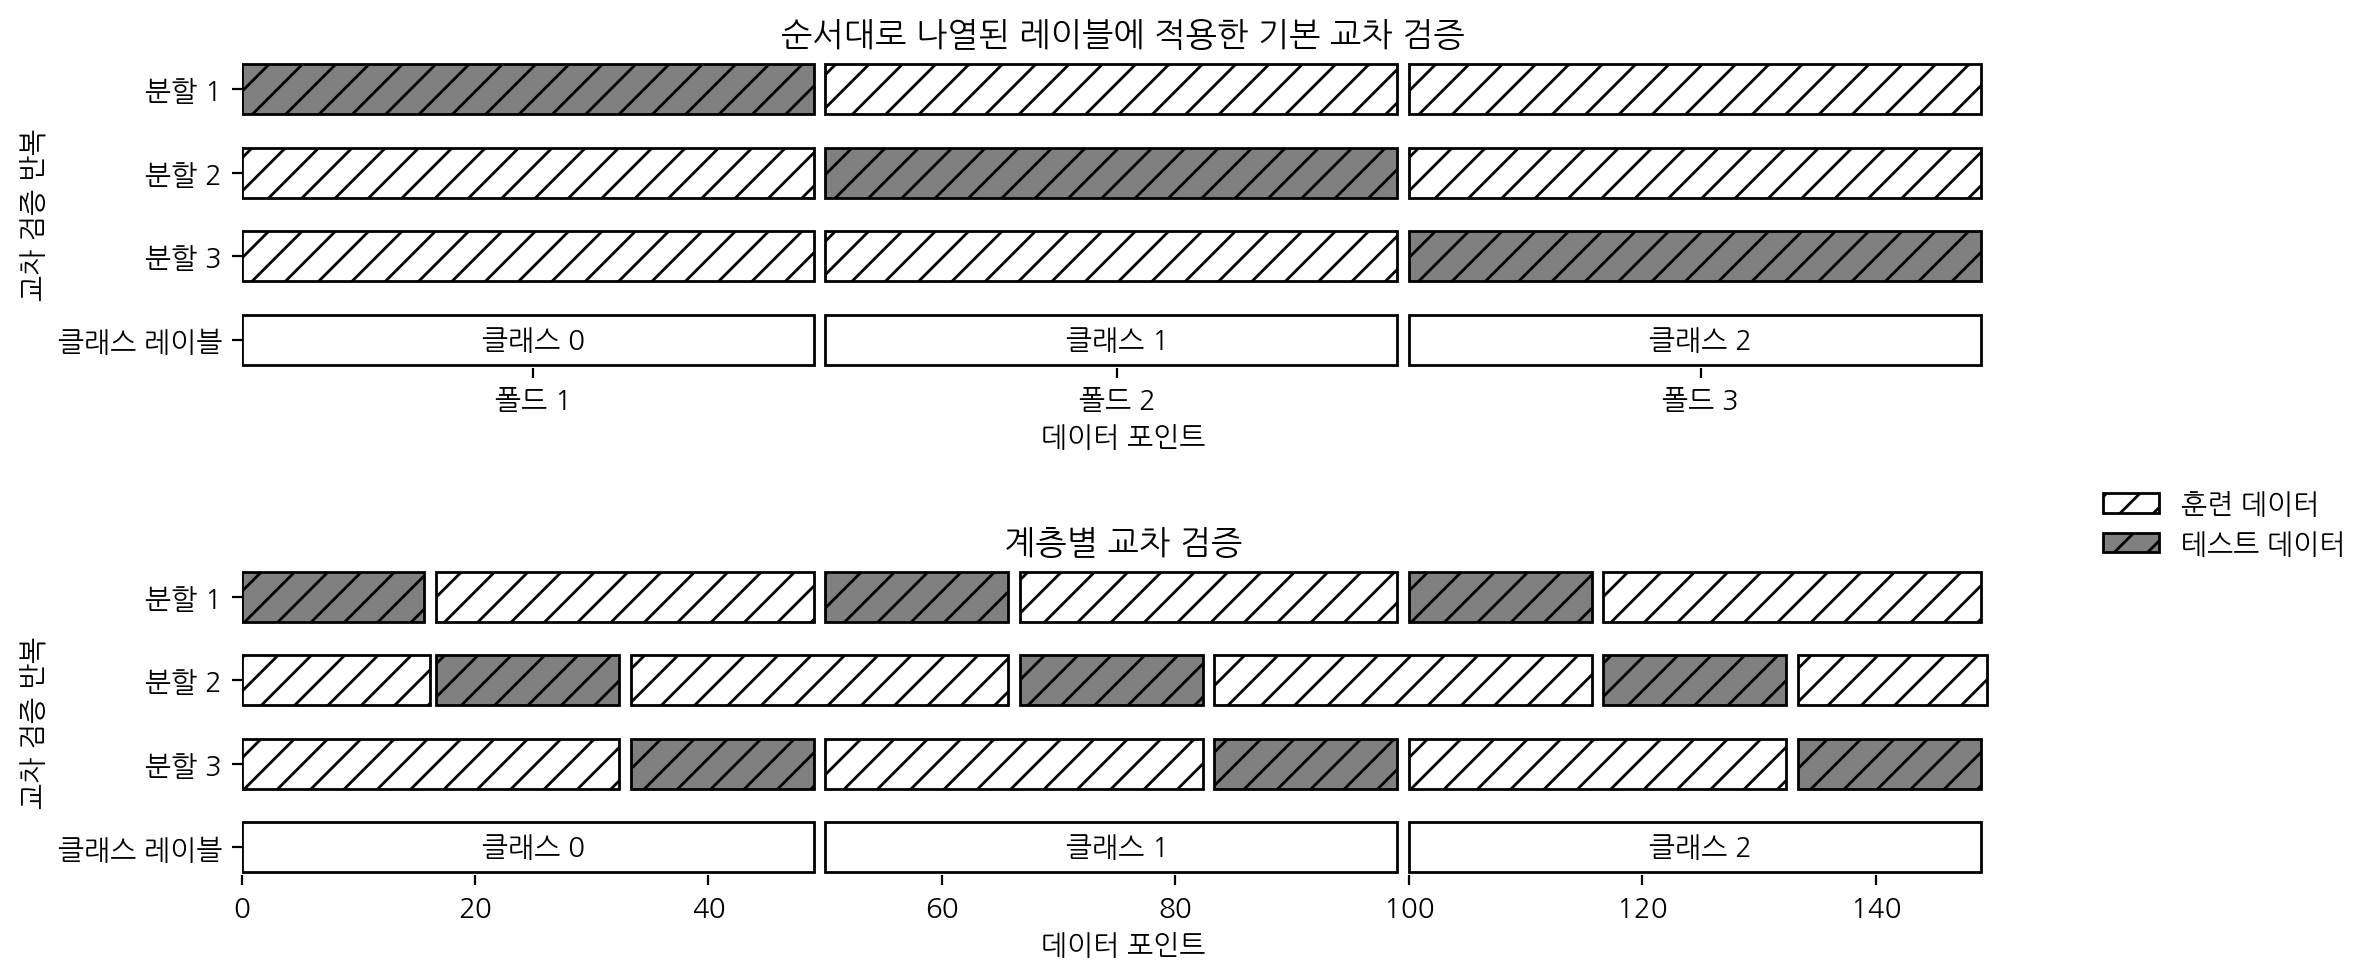 순서대로 나열된 레이블에 적용한 기본 교차 검증
교차 검증 반복
분할 1
분할 2
분할 3
클래스 레이블
클래스 0
클래스 1
클래스 2
폴드 1
폴드 2
폴드 3
데이터 포인트
훈련 데이터
테스트 데이터
계층별 교차 검증
교차 검증 반복
분할 1
분할 2
분할 3
클래스 레이블
클래스 0
클래스 1
클래스 2
0 20 40 60 80 100 120 140
데이터 포인트